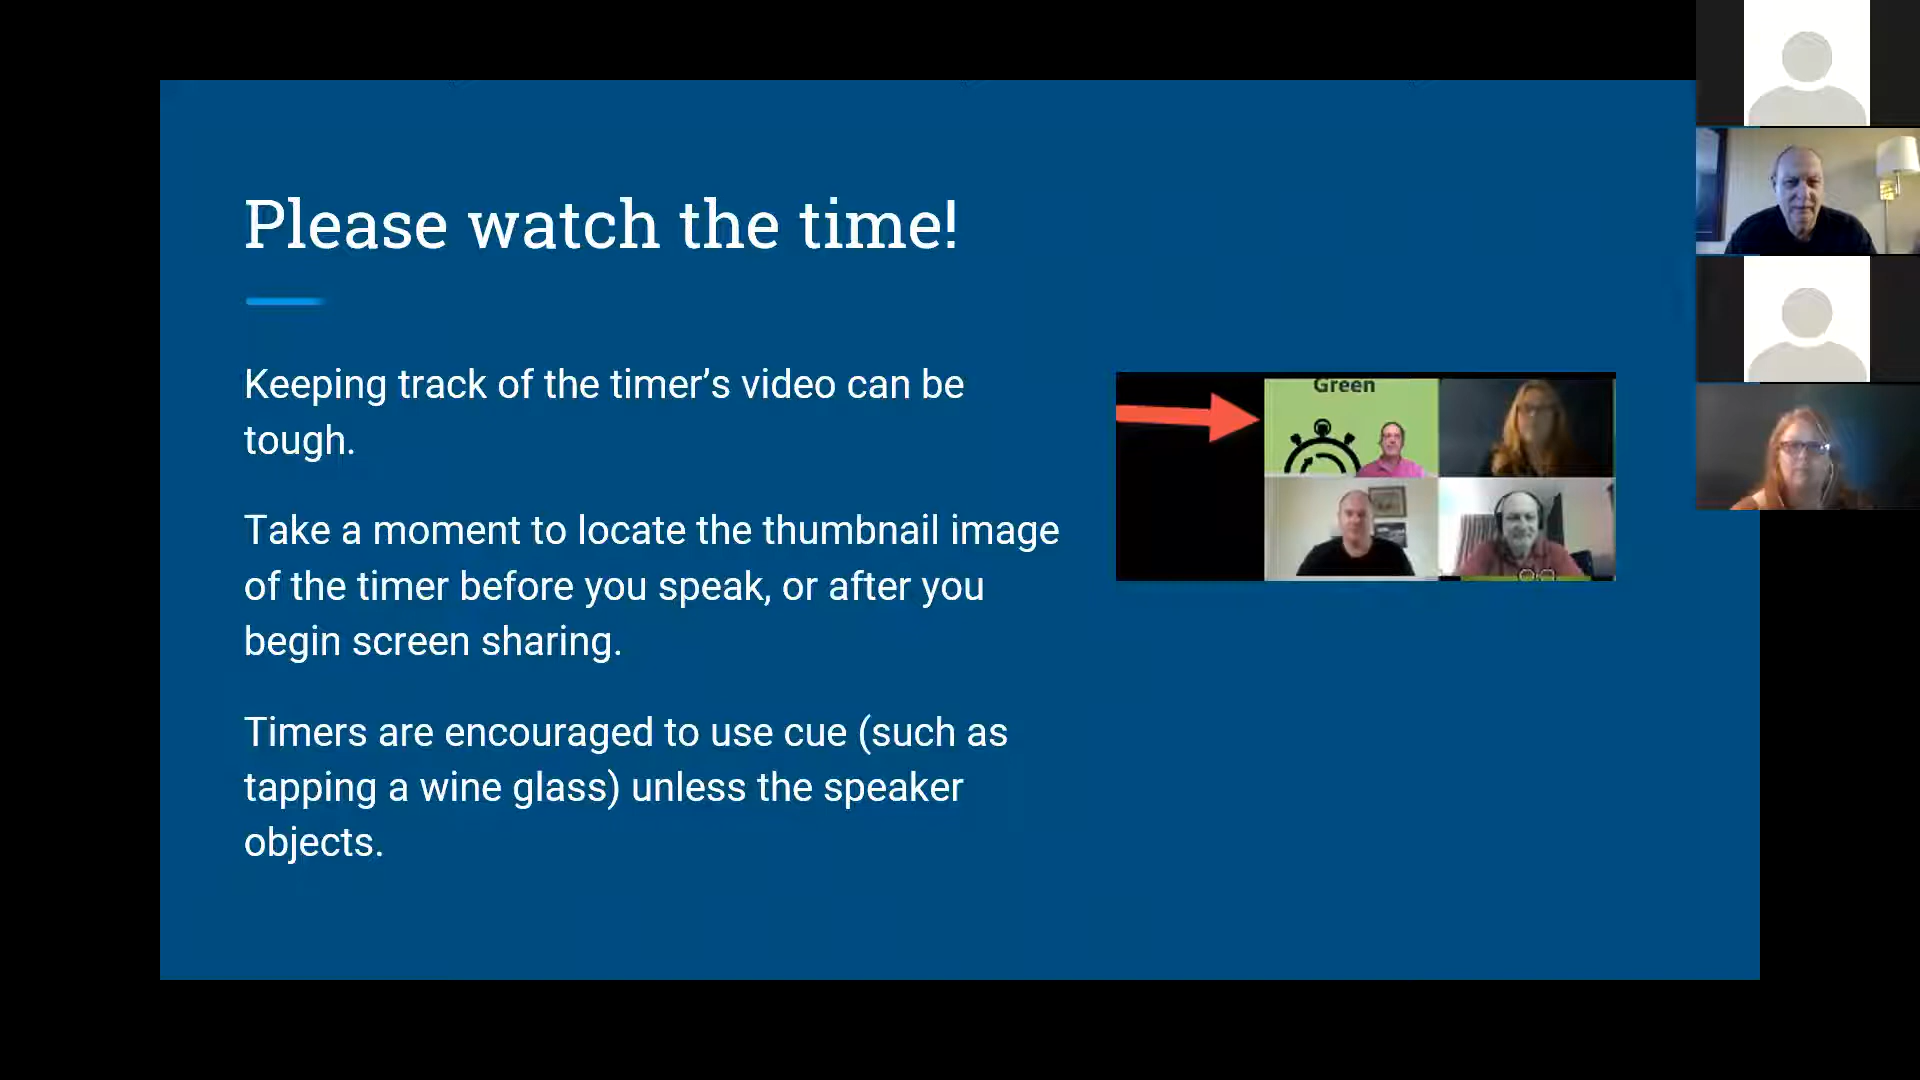 Please watch the time!
Keeping track of the timer’s video can be
tough.
Take a moment to locate the thumbnail image
of the timer before you speak, or after you
begin screen sharing.
Timers are encouraged to use cue (such as
tapping a wine glass) unless the speaker
objects.
Green